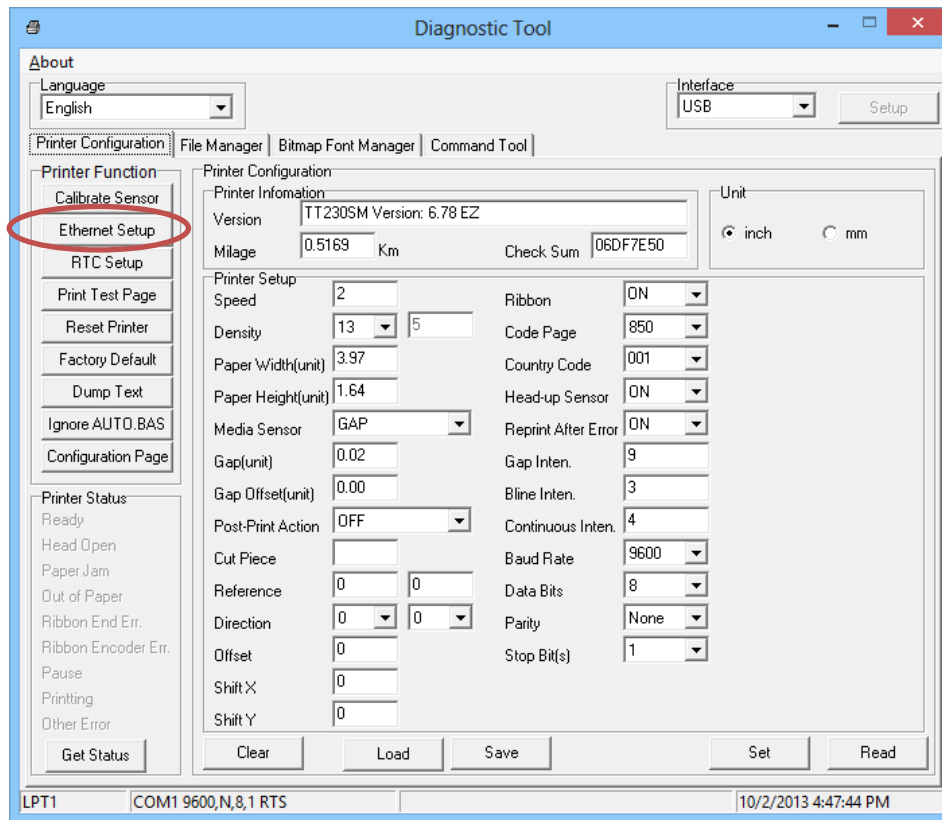 Diagnostic Tool
About
Language
English
Interface
USB
Setup
Printer Configuration File Manager Bitmap Font Manager Command Tool
Printer Function
Calibrate Sensor
Ethernet Setup
RTC Setup
Print Test Page
Reset Printer
Factory Default
Dump Text
Ignore AUTO.BAS
Configuration Page
Printer Status
Ready
Head Open
Paper Jam
Out of Paper
Ribbon End Err.
Ribbon Encoder Err.
Pause
Printting
Other Error
Get Status
Printer Configuration
Printer Infomation
Version TT230SM Version: 6.78 EZ
Milage 0.5169 Km Check Sum 06DF7E50
Unit
inch mm
Printer Setup
Speed 2
Density 13 5
Paper Width(unit) 3.97
Paper Height(unit) 1.64
Media Sensor GAP
Gap(unit) 0.02
Gap Offset(unit) 0.00
Post-Print Action OFF
Cut Piece
Reference 0 0
Direction 0 0
Offset 0
Shift X 0
Shift Y 0
Ribbon ON
Code Page 850
Country Code 001
Head-up Sensor ON
Reprint After Error ON
Gap Inten. 9
Bline Inten. 3
Continuous Inten. 4
Baud Rate 9600
Data Bits 8
Parity None
Stop Bit(s) 1
Clear Load Save Set Read
LPT1 COM1 9600,N,8,1 RTS 10/2/2013 4:47:44 PM